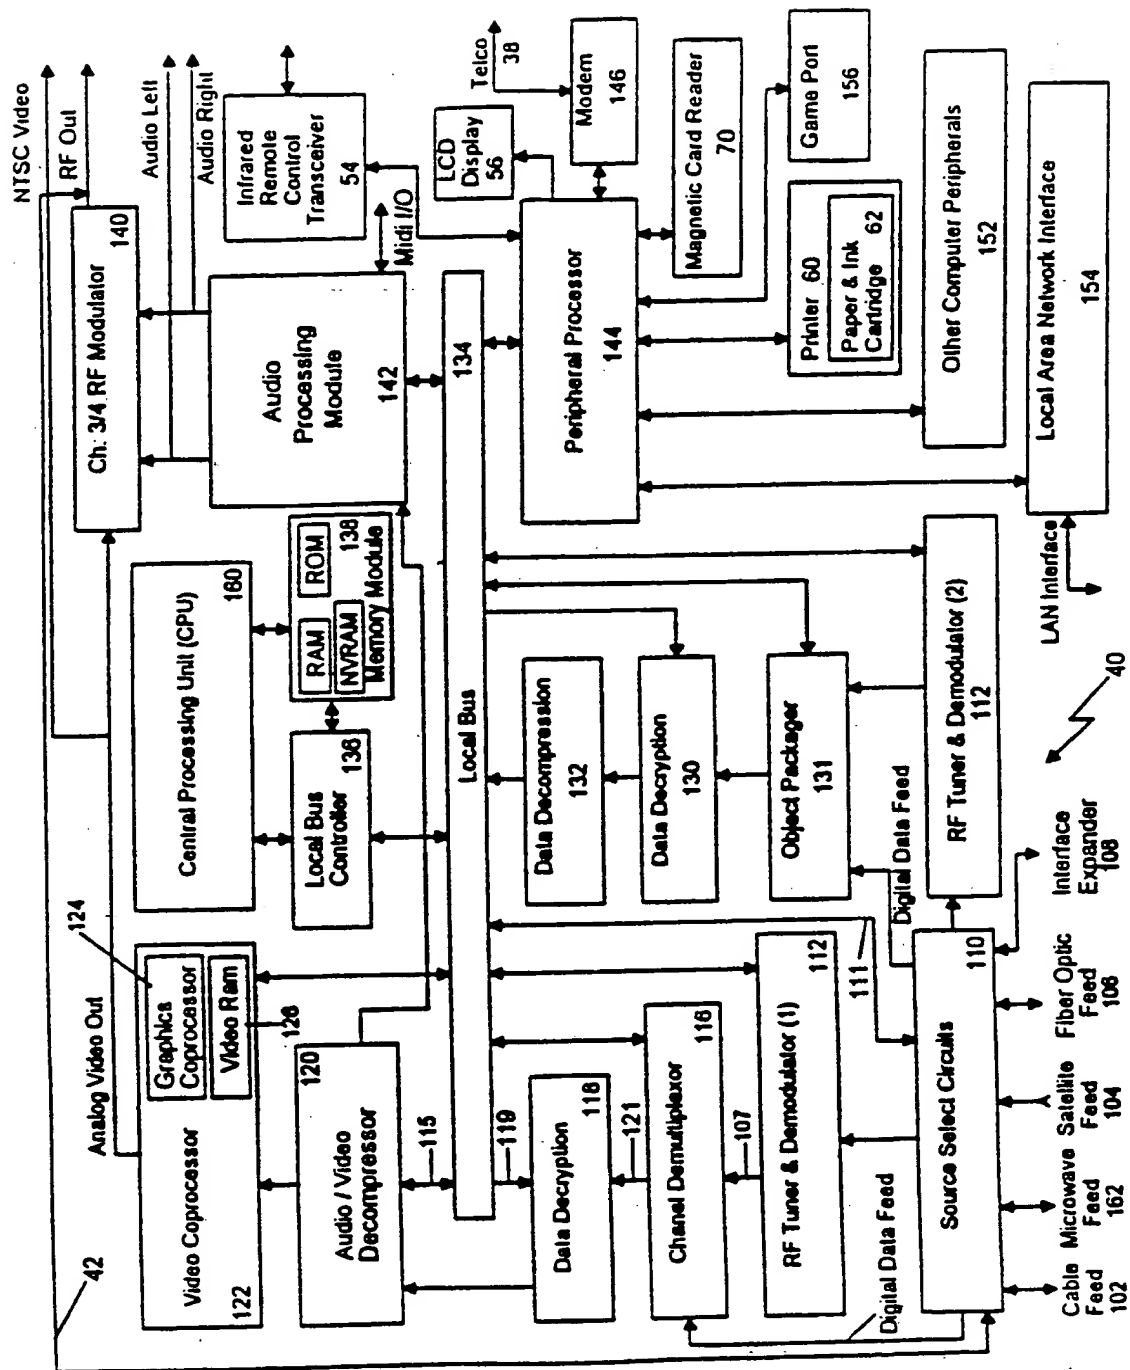 NTSC Video
RF Out
Audio Left
Audio Right
42
Analog Video Out
124
Ch. 3/4 RF Modulator
140
Video Coprocessor
122
Graphics
Coprocessor
Video Ram
126
Central Processing Unit (CPU)
160
Infrared
Remote
Control
Transceiver
54
Midi I/O
Audio
Processing
Module
142
Audio / Video
Decompressor
120
Local Bus
Controller
136
RAM
ROM
NVRAM
138
Memory Module
LCD
Display
56
Telco
38
Modem
146
115
119
Local Bus
134
Peripheral Processor
144
Magnetic Card Reader
70
Game Port
156
Printer 60
Paper & Ink
Cartridge
62
Other Computer Peripherals
152
Local Area Network Interface
154
LAN Interface
Data Decryption
118
121
Chanel Demultiplexor
116
107
RF Tuner & Demodulator (1)
112
Data Decompression
132
Data Decryption
130
Object Packager
131
RF Tuner & Demodulator (2)
112
111
Digital Data Feed
Digital Data Feed
Source Select Circuits
110
Cable
Feed
102
Microwave
Feed
162
Satellite
Feed
104
Fiber Optic
Feed
106
Interface
Expander
108
40